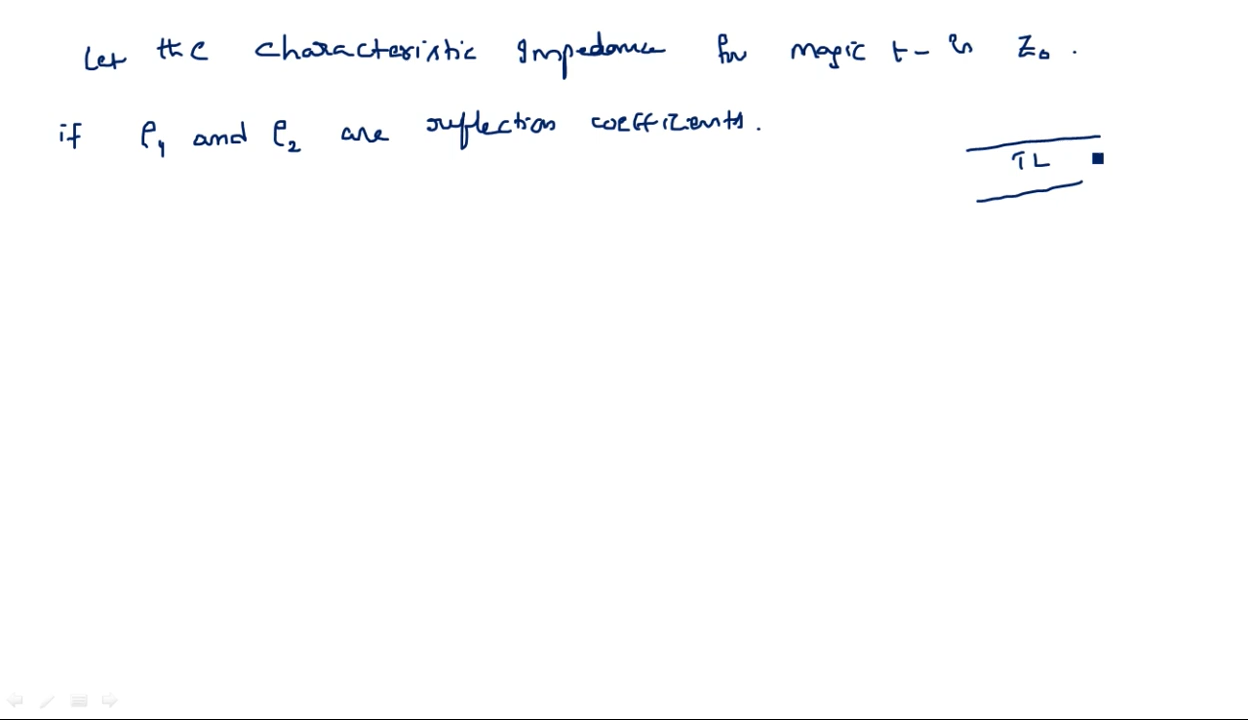 Let the characteristic Impedance for magic t- is Z₀.
if ρ₁ and ρ₂ are reflection coefficients.
TL